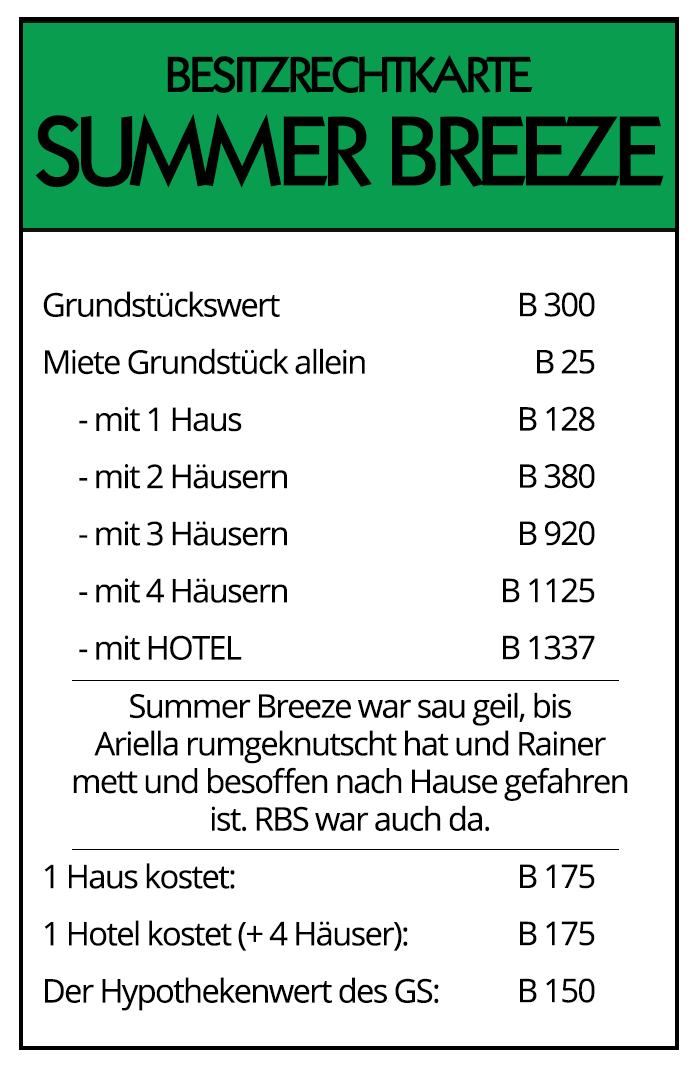 BESITZRECHTKARTE
SUMMER BREEZE
Grundstückswert B 300
Miete Grundstück allein B 25
- mit 1 Haus B 128
- mit 2 Häusern B 380
- mit 3 Häusern B 920
- mit 4 Häusern B 1125
- mit HOTEL B 1337
Summer Breeze war sau geil, bis
Ariella rumgeknutscht hat und Rainer
mett und besoffen nach Hause gefahren
ist. RBS war auch da.
1 Haus kostet: B 175
1 Hotel kostet (+ 4 Häuser): B 175
Der Hypothekenwert des GS: B 150